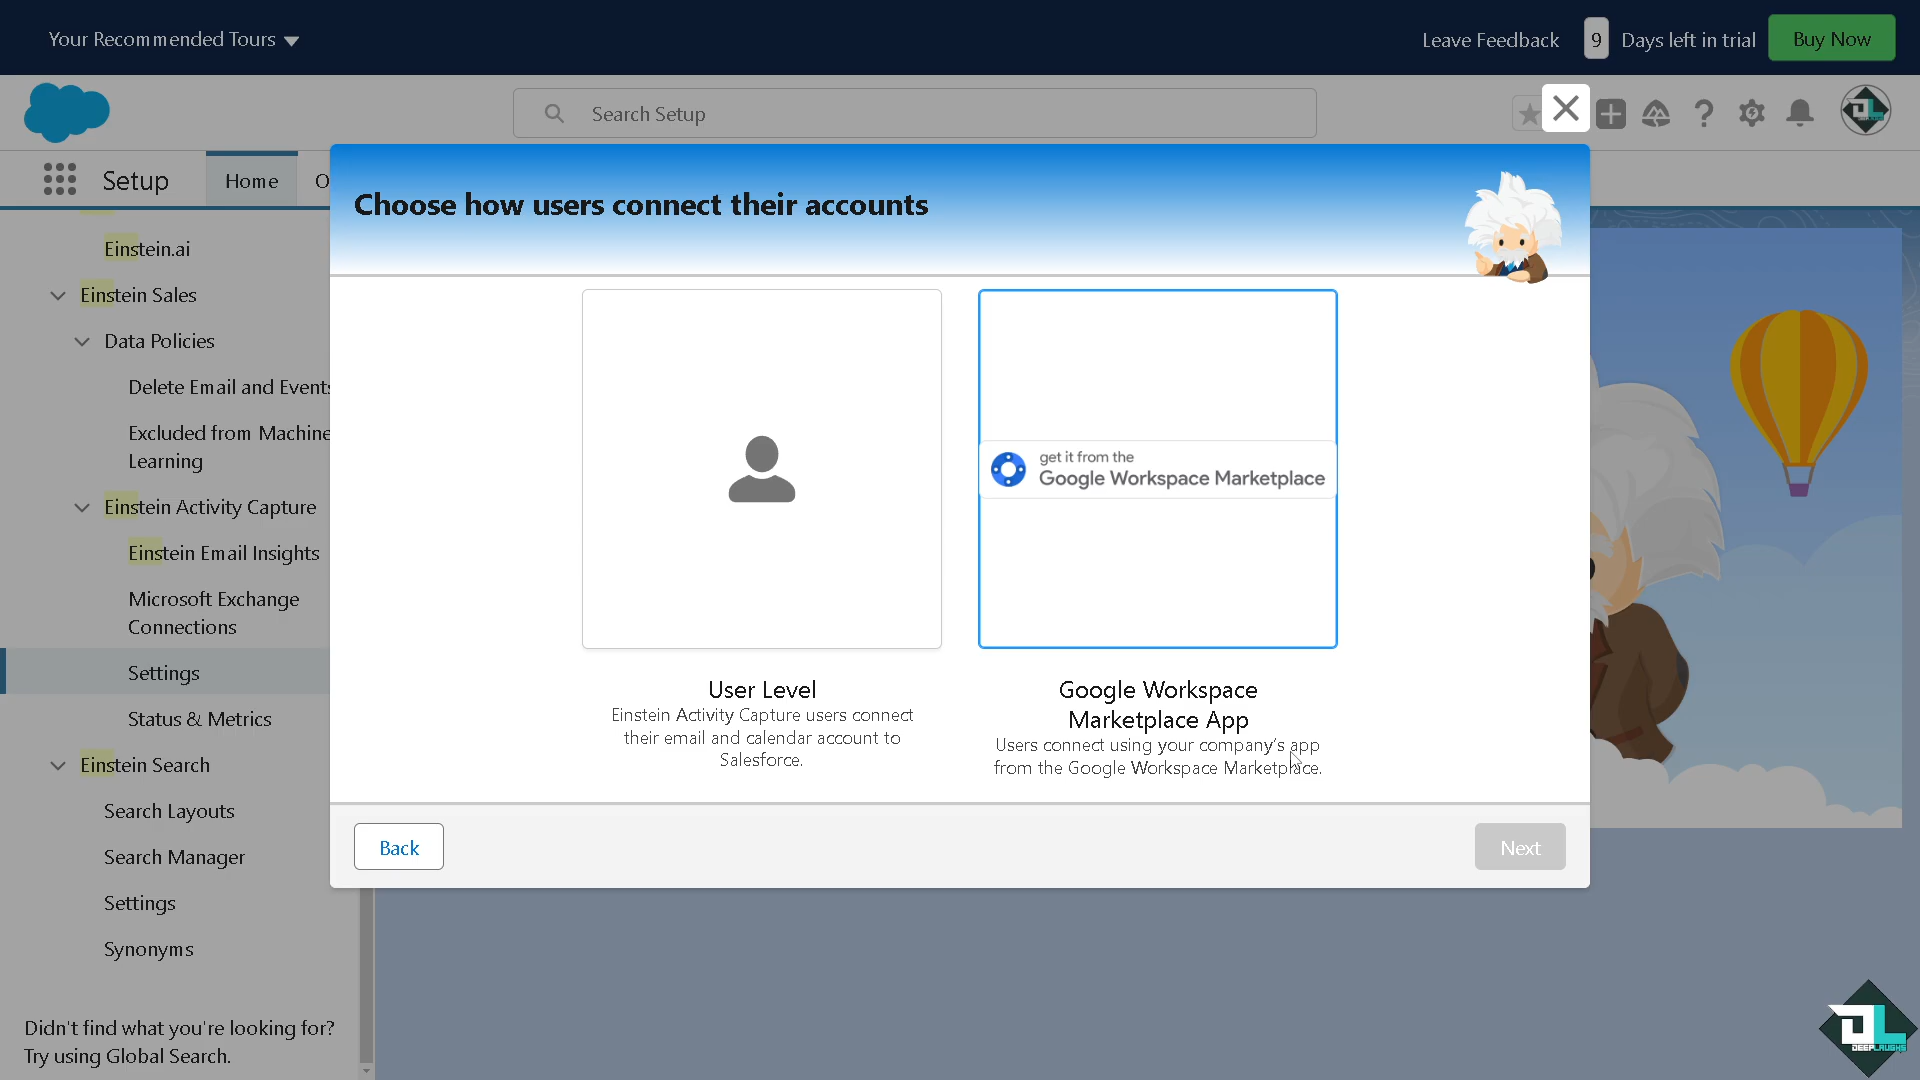 Your Recommended Tours
Leave Feedback
9 Days left in trial
Buy Now
Search Setup
Setup
Home
O
Choose how users connect their accounts
Einstein.ai
Einstein Sales
Data Policies
Delete Email and Events
Excluded from Machine
Learning
Einstein Activity Capture
Einstein Email Insights
Microsoft Exchange
Connections
Settings
Status & Metrics
Einstein Search
Search Layouts
Search Manager
Settings
Synonyms
Didn't find what you're looking for?
Try using Global Search.
get it from the
Google Workspace Marketplace
User Level
Einstein Activity Capture users connect
their email and calendar account to
Salesforce.
Google Workspace
Marketplace App
Users connect using your company's app
from the Google Workspace Marketplace.
Back
Next
DL
DEEPLAUGHS